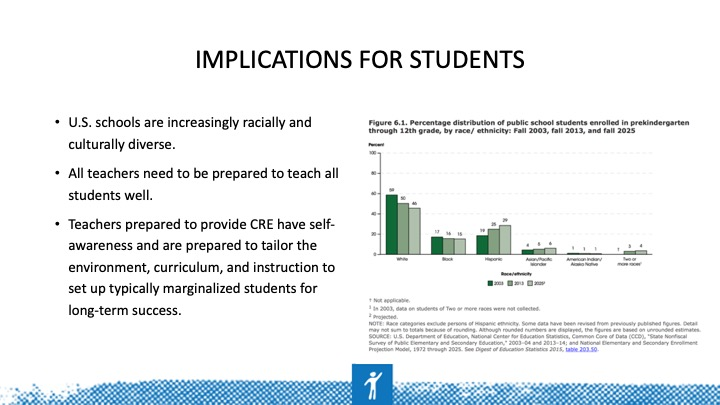 IMPLICATIONS FOR STUDENTS
• U.S. schools are increasingly racially and
culturally diverse.
• All teachers need to be prepared to teach all
students well.
• Teachers prepared to provide CRE have self-
awareness and are prepared to tailor the
environment, curriculum, and instruction to
set up typically marginalized students for
long-term success.
Figure 6.1. Percentage distribution of public school students enrolled in prekindergarten
through 12th grade, by race/ ethnicity: Fall 2003, fall 2013, and fall 2025
Percent
100
80
60
40
20
0
59 50 46
17 16 15
19 25 29
4 5 6
1 1 1
† 3 4
White
Black
Hispanic
Asian/Pacific
Islander
American Indian/
Alaska Native
Two or
more races¹
Race/ethnicity
2003 2013 2025²
† Not applicable.
1 In 2003, data on students of Two or more races were not collected.
2 Projected.
NOTE: Race categories exclude persons of Hispanic ethnicity. Some data have been revised from previously published figures. Detail
may not sum to totals because of rounding. Although rounded numbers are displayed, the figures are based on unrounded estimates.
SOURCE: U.S. Department of Education, National Center for Education Statistics, Common Core of Data (CCD), "State Nonfiscal
Survey of Public Elementary and Secondary Education," 2003–04 and 2013–14; and National Elementary and Secondary Enrollment
Projection Model, 1972 through 2025. See Digest of Education Statistics 2015, table 203.50.